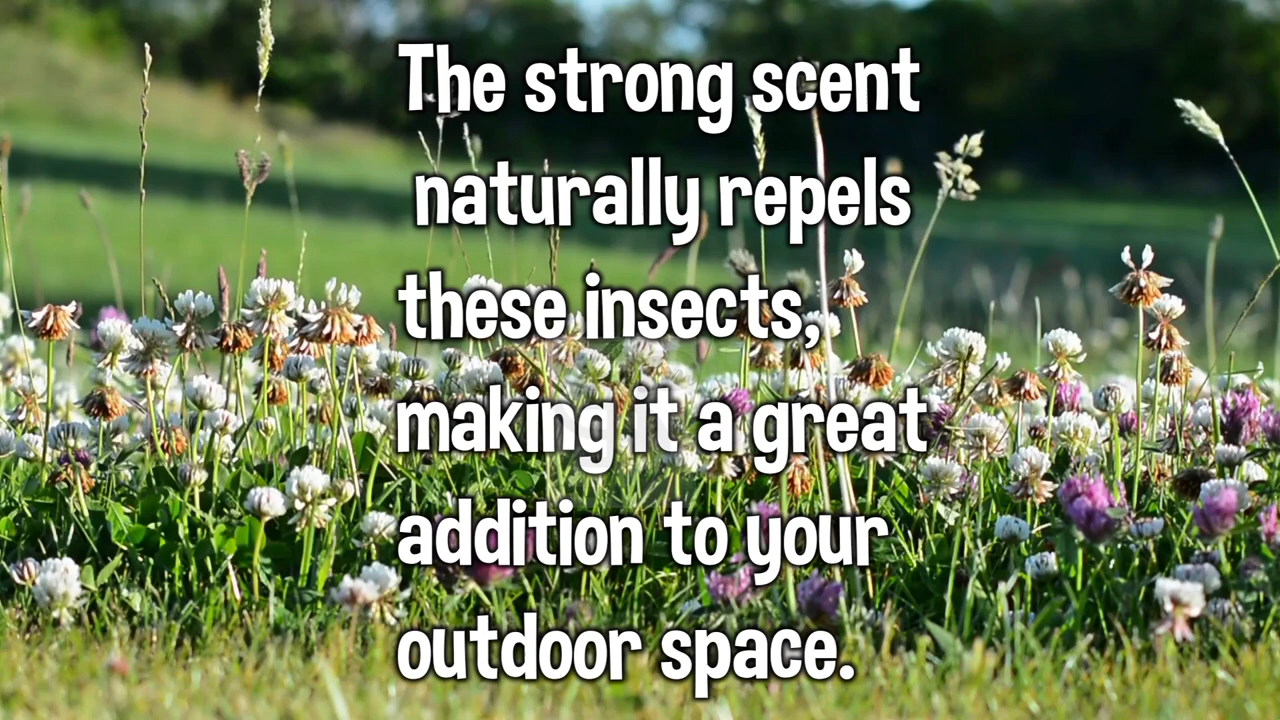 The strong scent
naturally repels
these insects,
making it a great
addition to your
outdoor space.